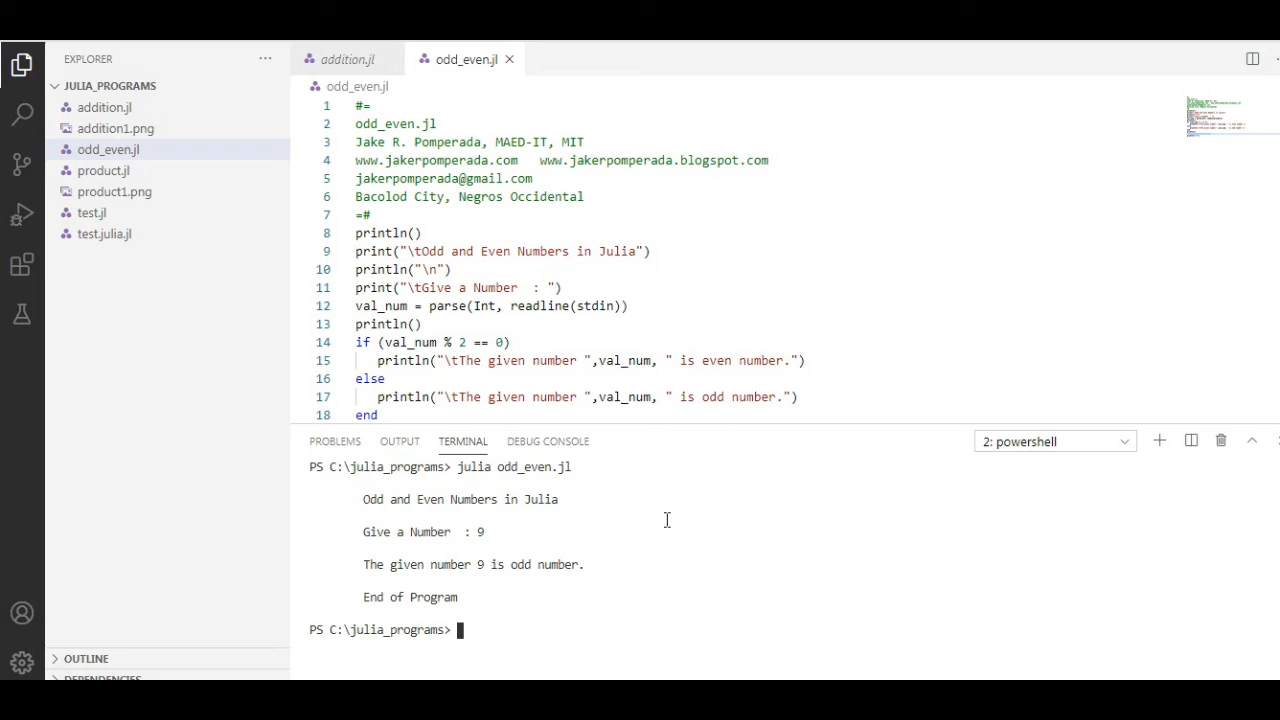 EXPLORER
JULIA_PROGRAMS
addition.jl
addition1.png
odd_even.jl
product.jl
product1.png
test.jl
test.julia.jl
OUTLINE
DEPENDENCIES
addition.jl odd_even.jl
odd_even.jl
1 #=
2 odd_even.jl
3 Jake R. Pomperada, MAED-IT, MIT
4 www.jakerpomperada.com www.jakerpomperada.blogspot.com
5 jakerpomperada@gmail.com
6 Bacolod City, Negros Occidental
7 =#
8 println()
9 print("\tOdd and Even Numbers in Julia")
10 println("\n")
11 print("\tGive a Number  : ")
12 val_num = parse(Int, readline(stdin))
13 println()
14 if (val_num % 2 == 0)
15 println("\tThe given number ",val_num, " is even number.")
16 else
17 println("\tThe given number ",val_num, " is odd number.")
18 end
PROBLEMS OUTPUT TERMINAL DEBUG CONSOLE 2: powershell
PS C:\julia_programs> julia odd_even.jl
Odd and Even Numbers in Julia
Give a Number  : 9
The given number 9 is odd number.
End of Program
PS C:\julia_programs>